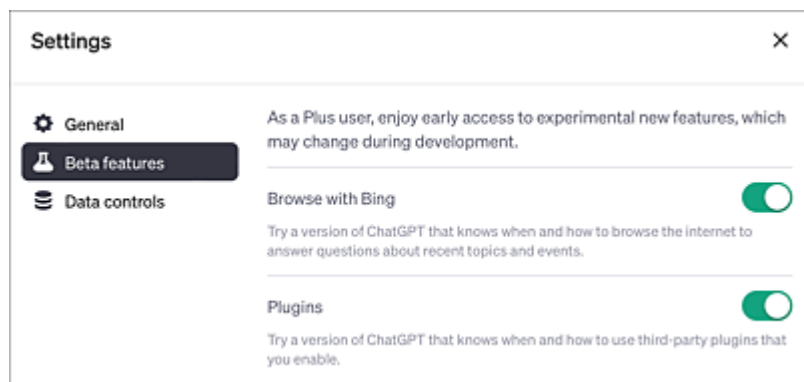 Settings
General
Beta features
Data controls
As a Plus user, enjoy early access to experimental new features, which
may change during development.
Browse with Bing
Try a version of ChatGPT that knows when and how to browse the internet to
answer questions about recent topics and events.
Plugins
Try a version of ChatGPT that knows when and how to use third-party plugins that
you enable.